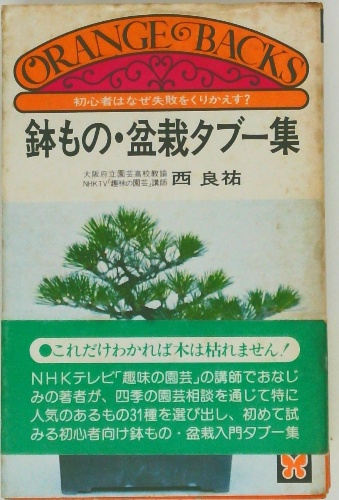 ORANGE BACKS
初心者はなぜ失敗をくりかえす?
鉢もの・盆栽タブー集
大阪府立園芸高校教諭
NHKTV「趣味の園芸」講師 西 良祐
●これだけわかれば木は枯れません!
NHKテレビ「趣味の園芸」の講師でおなじ
みの著者が、四季の園芸相談を通じて特に
人気のあるもの31種を選び出し、初めて試
みる初心者向け鉢もの・盆栽入門タブー集